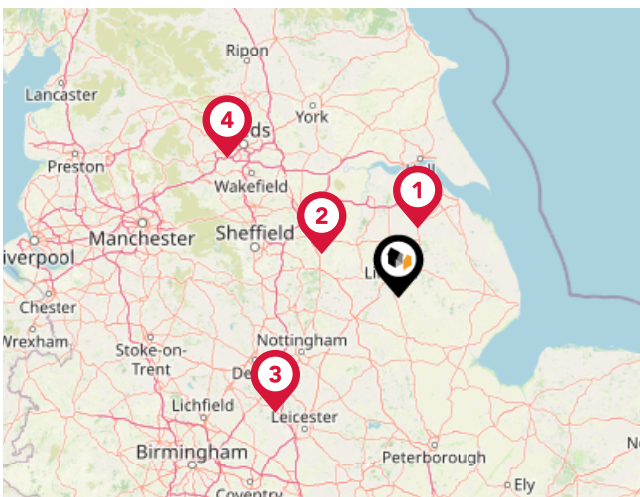 Ripon
Lancaster
York
4
ds
Preston
Wakefield
1
2
Manchester
Sheffield
iverpool
Li
Chester
Wrexham
Nottingham
Stoke-on-
Trent
De
3
Lichfield
Leicester
Birmingham
Peterborough
N
Ely
Coventry